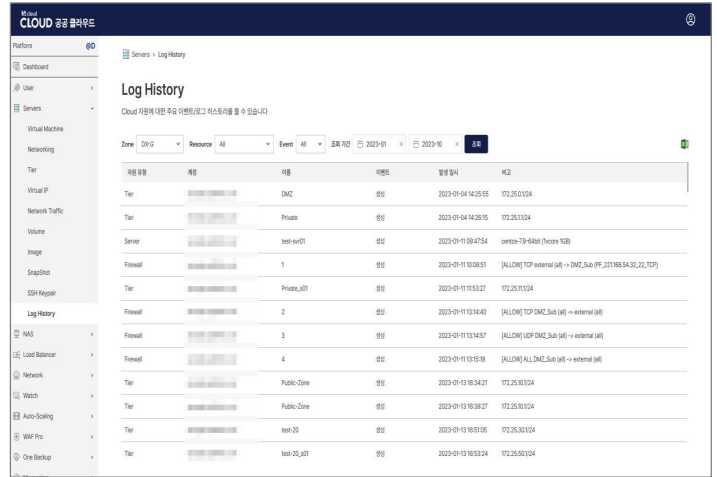 kt cloud
CLOUD 공공 클라우드
Platform @D
Dashboard
User
Servers
Virtual Machine
Networking
Tier
Virtual IP
Network Traffic
Volume
Image
SnapShot
SSH Keypair
Log History
NAS
Load Balancer
Network
Watch
Auto-Scaling
WAF Pro
One Backup
Servers > Log History
Log History
Cloud 자원에 대한 주요 이벤트/로그 히스토리를 볼 수 있습니다
Zone DX-G Resource All Event All 조회 기간 2023-01 × 2023-10 × 조회
자원 유형 계정 이름 이벤트 발생 일시 비고
Tier DMZ 생성 2023-01-04 14:25:55 172.25.0.1/24
Tier Private 생성 2023-01-04 14:26:15 172.25.1.1/24
Server test-svr01 생성 2023-01-11 09:47:54 centos-7.9-64bit (1vcore 1GB)
Firewall 1 생성 2023-01-11 10:06:51 [ALLOW] TCP external (all) -> DMZ_Sub (PF_221.168.54.32_22_TCP)
Tier Private_s01 생성 2023-01-11 11:53:27 172.25.11.1/24
Firewall 2 생성 2023-01-11 13:14:40 [ALLOW] TCP DMZ_Sub (all) -> external (all)
Firewall 3 생성 2023-01-11 13:14:57 [ALLOW] UDP DMZ_Sub (all) -> external (all)
Firewall 4 생성 2023-01-11 13:15:18 [ALLOW] ALL DMZ_Sub (all) -> external (all)
Tier Public-Zone 생성 2023-01-13 16:34:21 172.25.10.1/24
Tier Public-Zone 생성 2023-01-13 16:39:27 172.25.10.1/24
Tier test-20 생성 2023-01-13 16:51:05 172.25.30.1/24
Tier test-20_s01 생성 2023-01-13 16:53:24 172.25.50.1/24